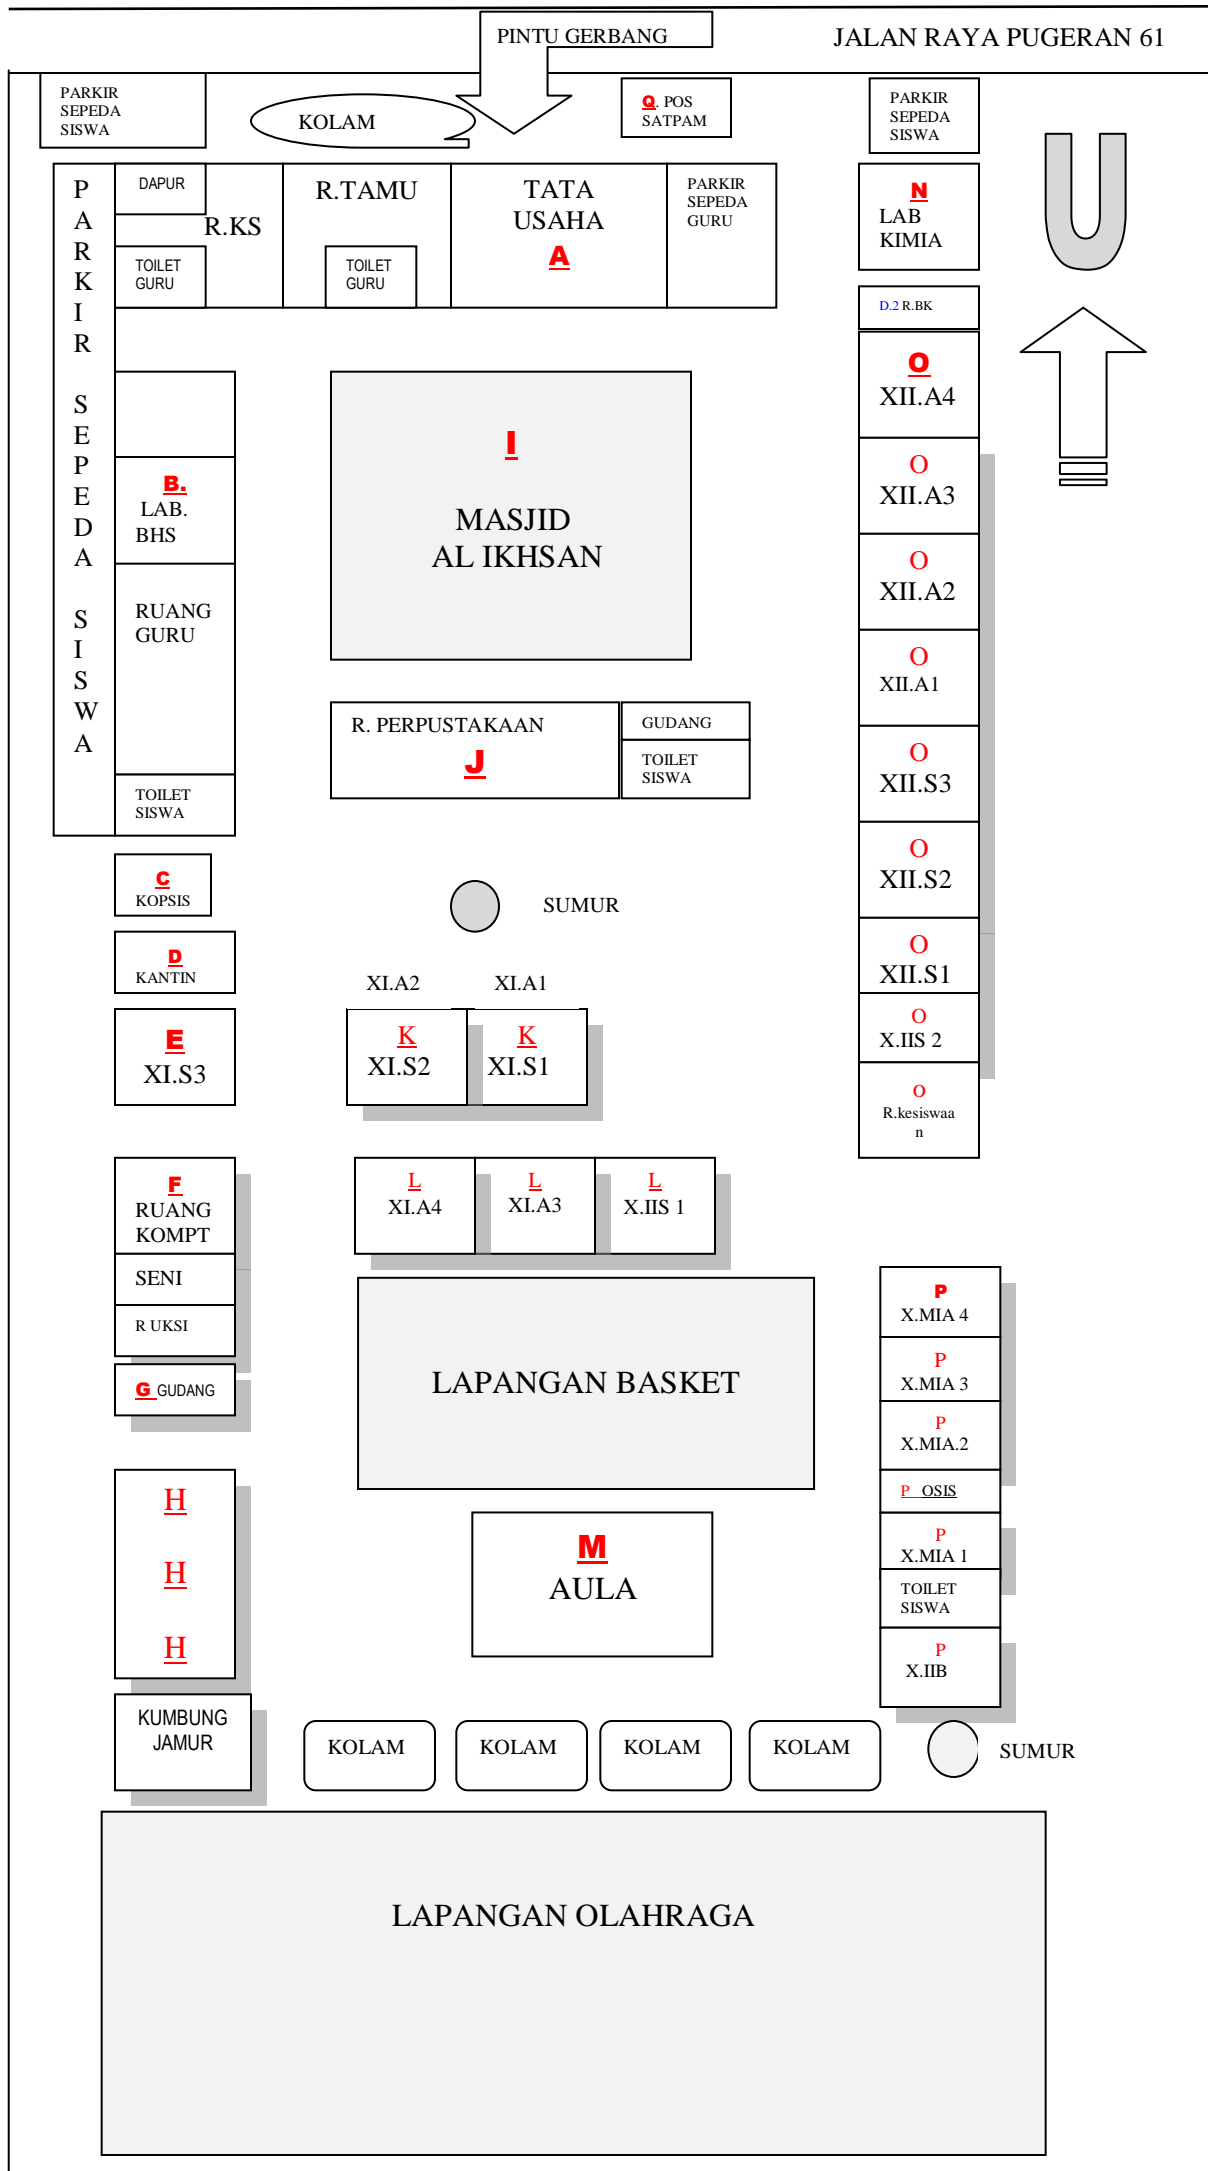 PINTU GERBANG
JALAN RAYA PUGERAN 61
PARKIR
SEPEDA
SISWA
KOLAM
Q. POS
SATPAM
PARKIR
SEPEDA
SISWA
U
P
A
R
K
I
R
S
E
P
E
D
A
S
I
S
W
A
DAPUR
R.KS
TOILET
GURU
R.TAMU
TOILET
GURU
TATA
USAHA
A
PARKIR
SEPEDA
GURU
N
LAB
KIMIA
D.2 R.BK
O
XII.A4
O
XII.A3
O
XII.A2
O
XII.A1
O
XII.S3
O
XII.S2
O
XII.S1
O
X.IIS 2
O
R.kesiswaa
n
B.
LAB.
BHS
RUANG
GURU
TOILET
SISWA
I
MASJID
AL IKHSAN
R. PERPUSTAKAAN
J
GUDANG
TOILET
SISWA
C
KOPSIS
SUMUR
D
KANTIN
E
XI.S3
XI.A2
XI.A1
K
XI.S2
K
XI.S1
F
RUANG
KOMPT
SENI
R UKSI
G GUDANG
L
XI.A4
L
XI.A3
L
X.IIS 1
LAPANGAN BASKET
P
X.MIA 4
P
X.MIA 3
P
X.MIA.2
P OSIS
P
X.MIA 1
TOILET
SISWA
P
X.IIB
H
H
H
M
AULA
KUMBUNG
JAMUR
KOLAM
KOLAM
KOLAM
KOLAM
SUMUR
LAPANGAN OLAHRAGA